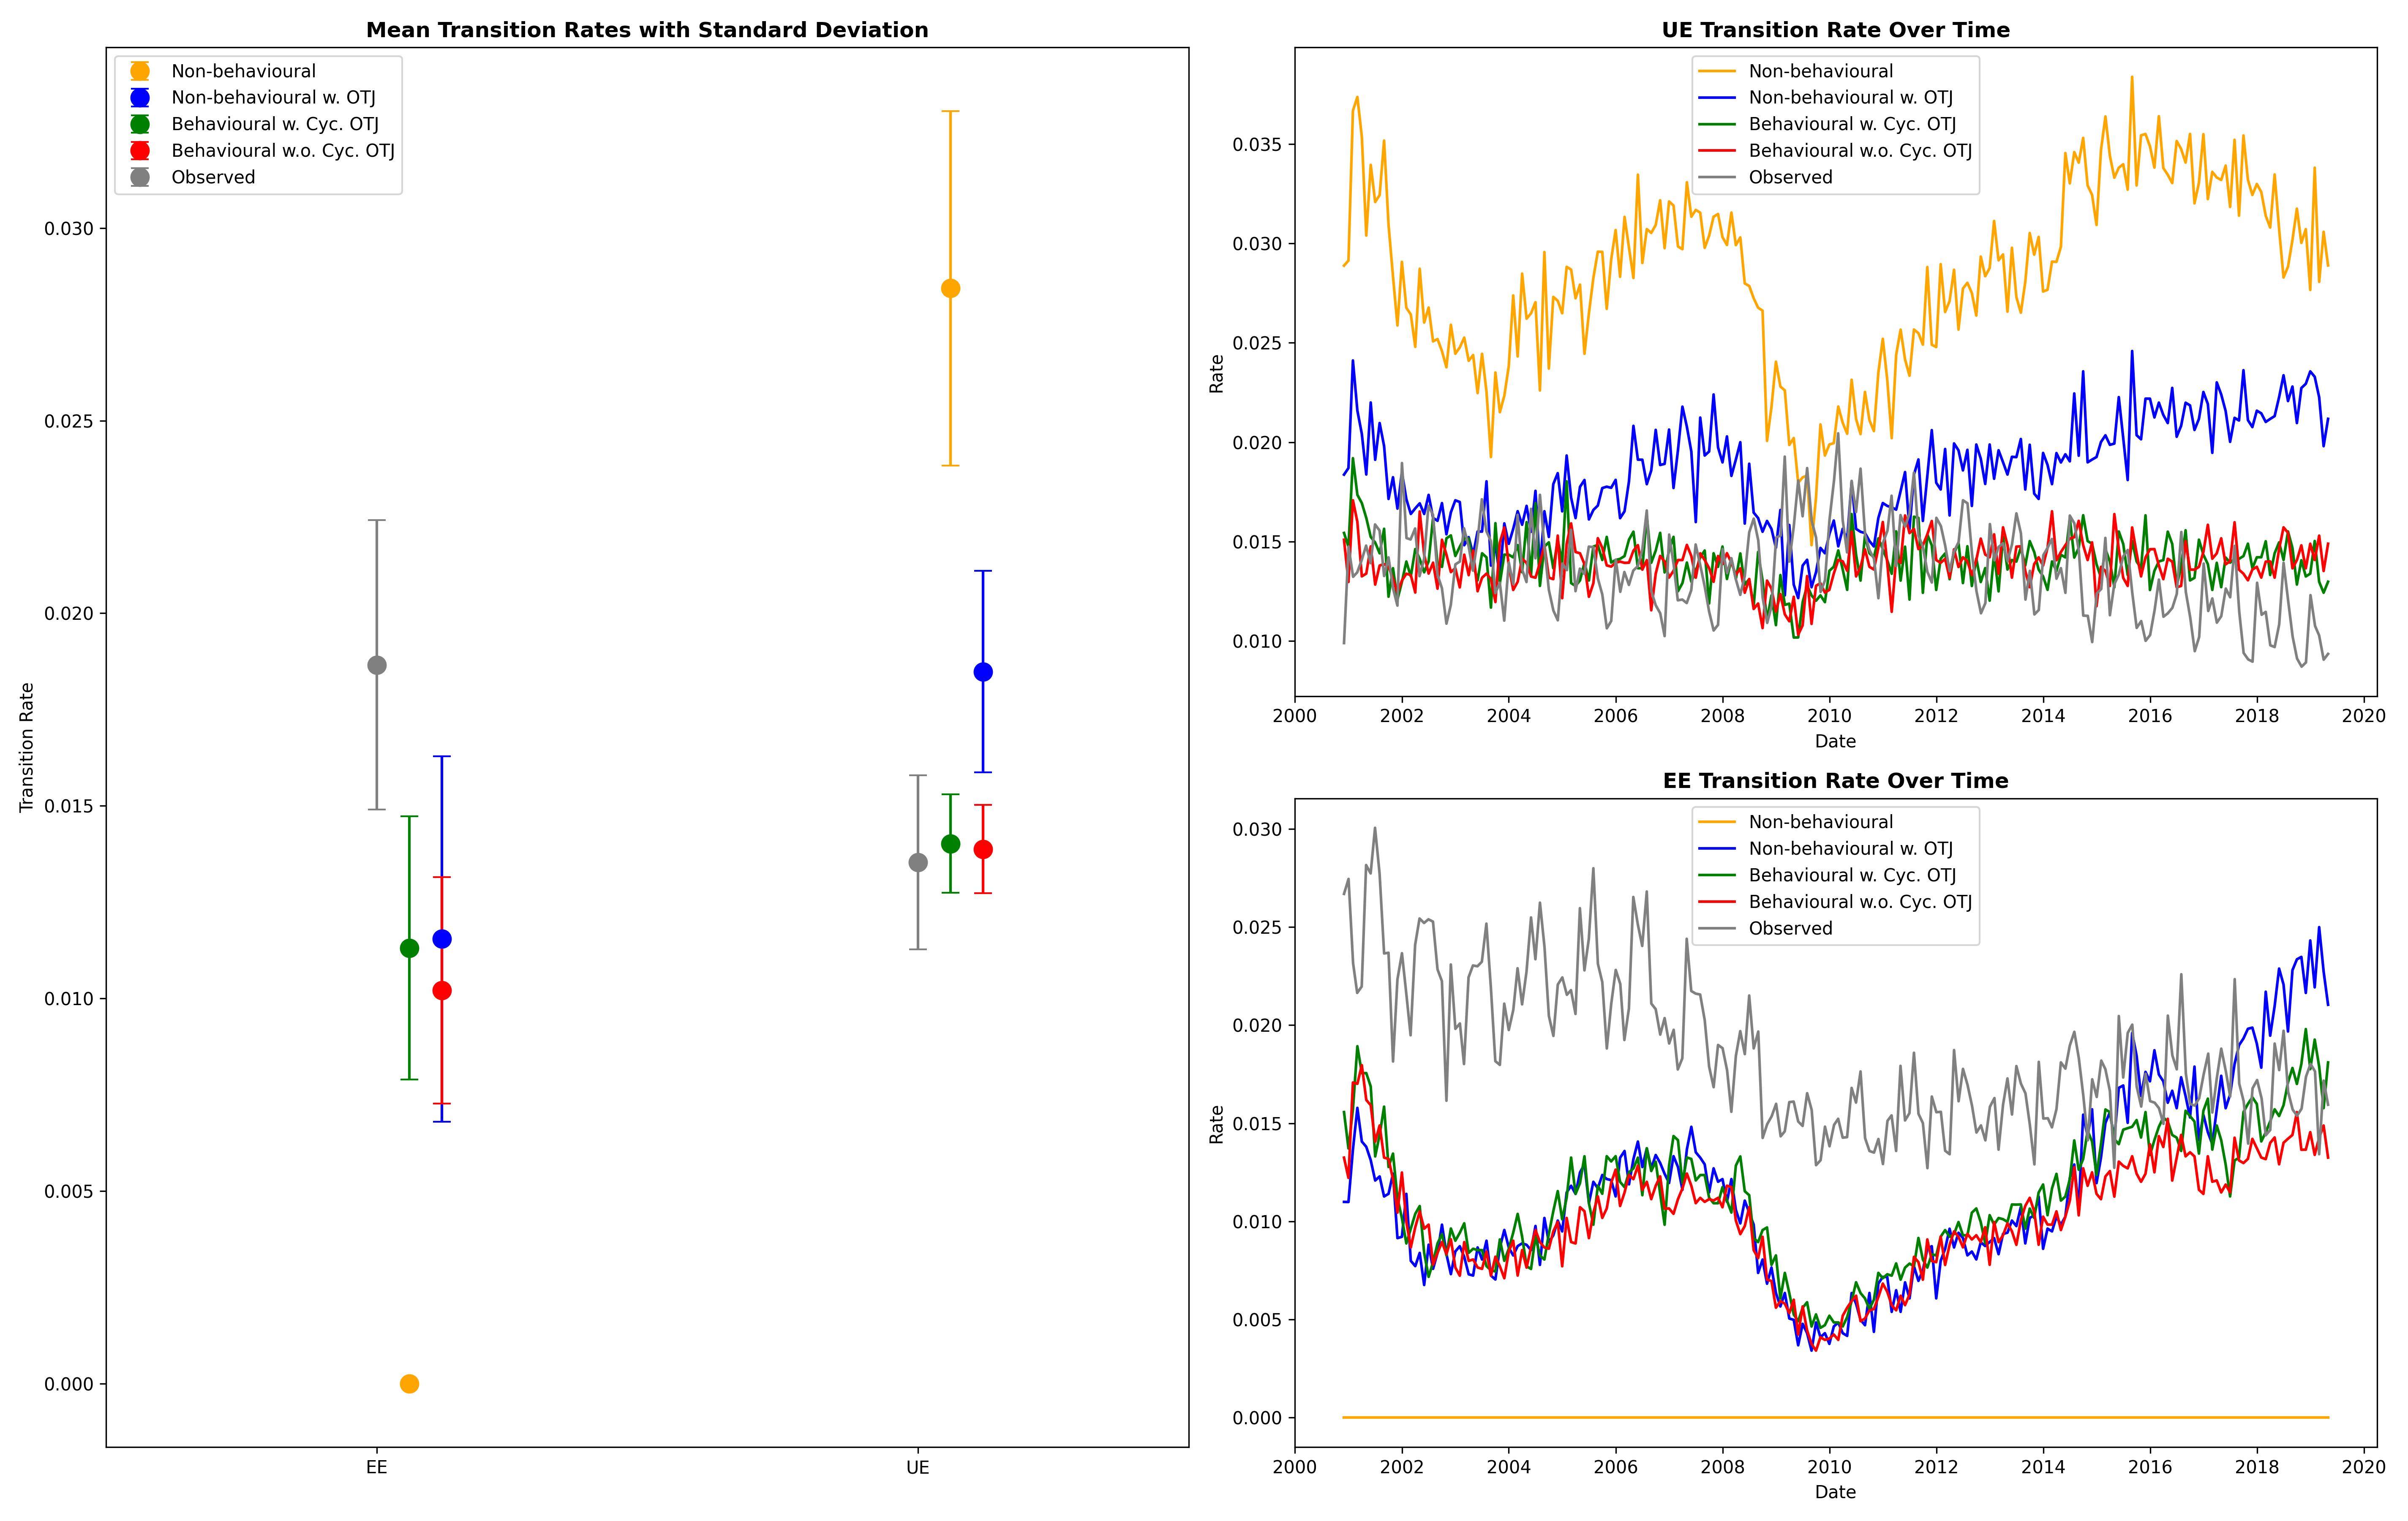 Mean Transition Rates with Standard Deviation
Non-behavioural
Non-behavioural w. OTJ
Behavioural w. Cyc. OTJ
Behavioural w.o. Cyc. OTJ
Observed
Transition Rate
0.030
0.025
0.020
0.015
0.010
0.005
0.000
EE
UE
UE Transition Rate Over Time
Non-behavioural
Non-behavioural w. OTJ
Behavioural w. Cyc. OTJ
Behavioural w.o. Cyc. OTJ
Observed
Rate
0.035
0.030
0.025
0.020
0.015
0.010
2000 2002 2004 2006 2008 2010 2012 2014 2016 2018 2020
Date
EE Transition Rate Over Time
Non-behavioural
Non-behavioural w. OTJ
Behavioural w. Cyc. OTJ
Behavioural w.o. Cyc. OTJ
Observed
Rate
0.030
0.025
0.020
0.015
0.010
0.005
0.000
2000 2002 2004 2006 2008 2010 2012 2014 2016 2018 2020
Date